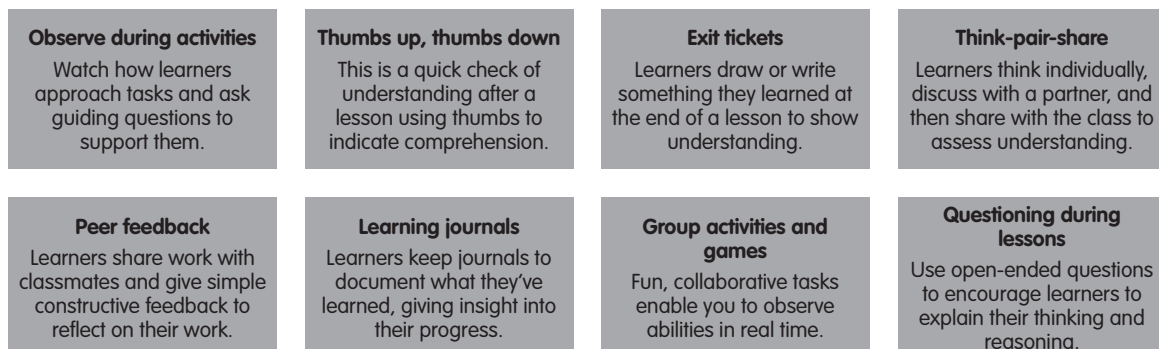 Observe during activities
Watch how learners
approach tasks and ask
guiding questions to
support them.
Thumbs up, thumbs down
This is a quick check of
understanding after a
lesson using thumbs to
indicate comprehension.
Exit tickets
Learners draw or write
something they learned at
the end of a lesson to show
understanding.
Think-pair-share
Learners think individually,
discuss with a partner, and
then share with the class to
assess understanding.
Peer feedback
Learners share work with
classmates and give simple
constructive feedback to
reflect on their work.
Learning journals
Learners keep journals to
document what they’ve
learned, giving insight into
their progress.
Group activities and
games
Fun, collaborative tasks
enable you to observe
abilities in real time.
Questioning during
lessons
Use open-ended questions
to encourage learners to
explain their thinking and
reasoning.